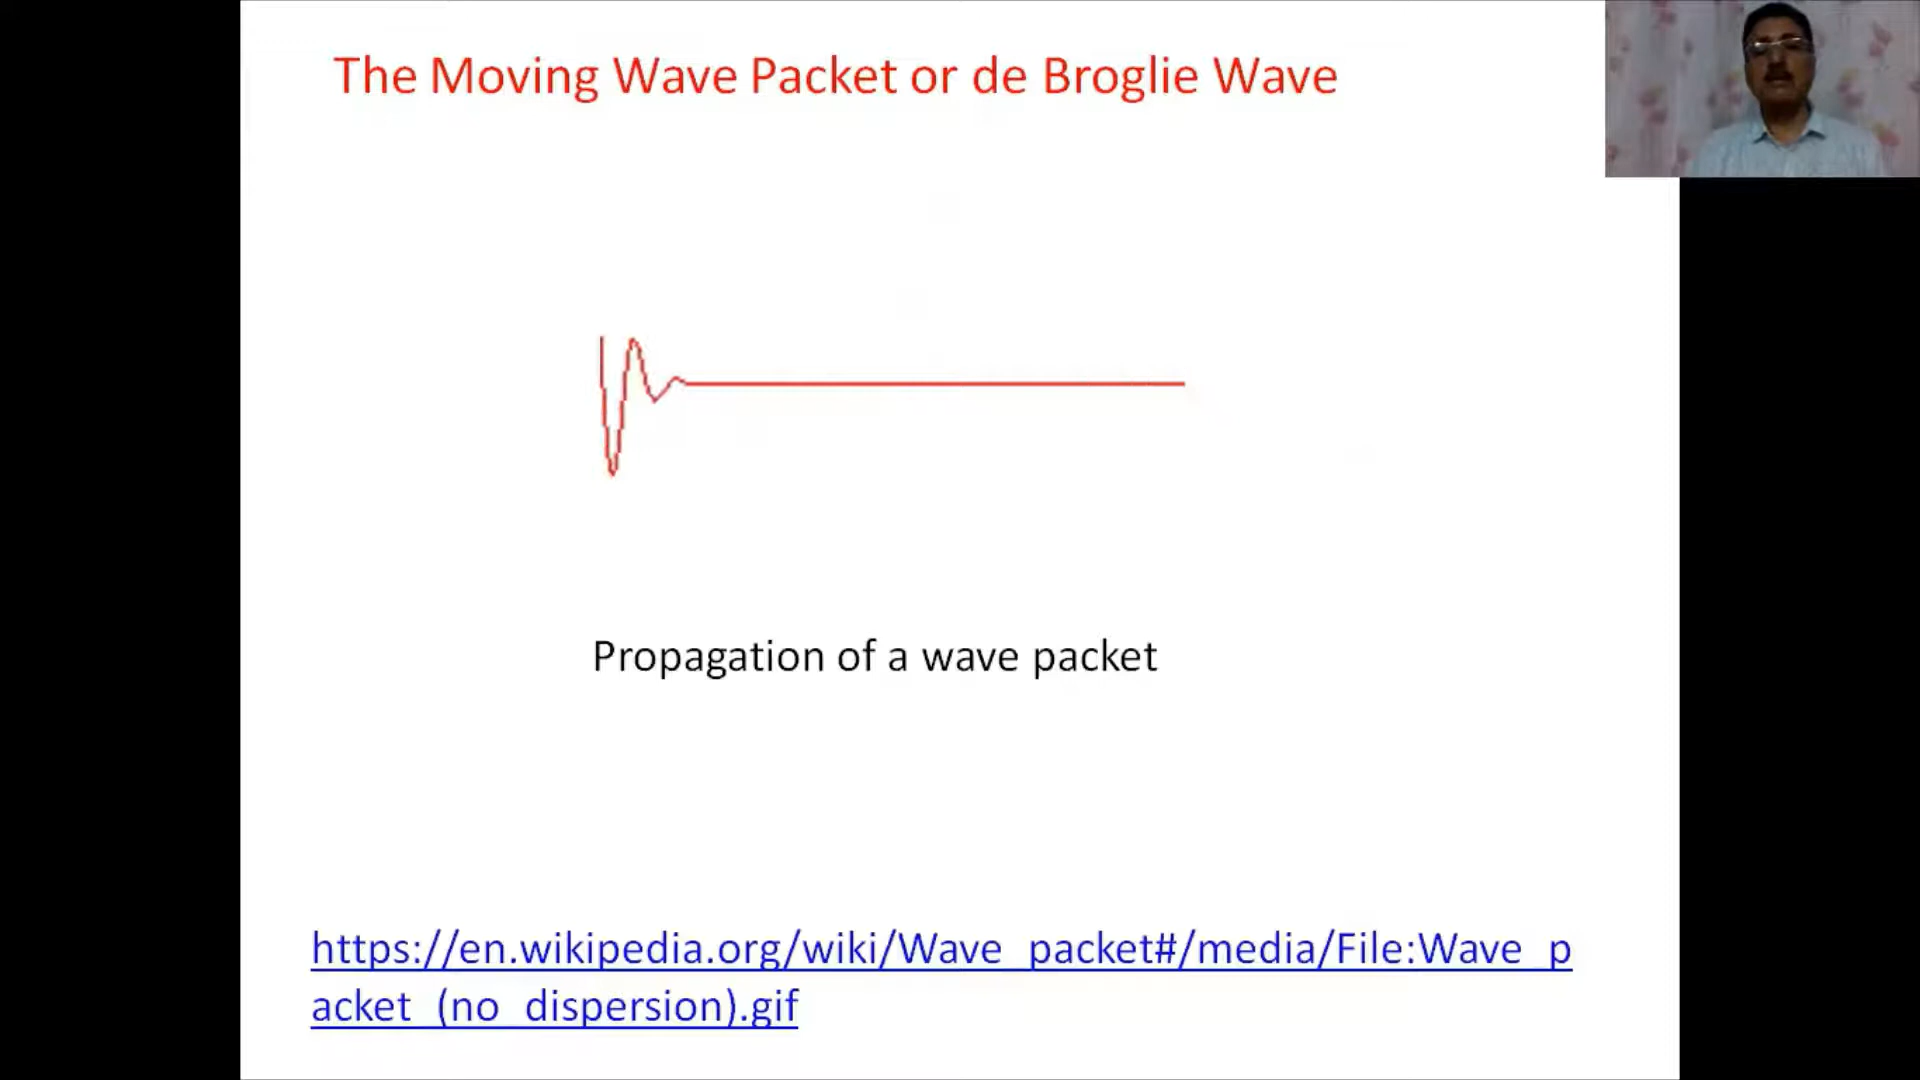 The Moving Wave Packet or de Broglie Wave
Propagation of a wave packet
https://en.wikipedia.org/wiki/Wave_packet#/media/File:Wave_p
acket_(no_dispersion).gif